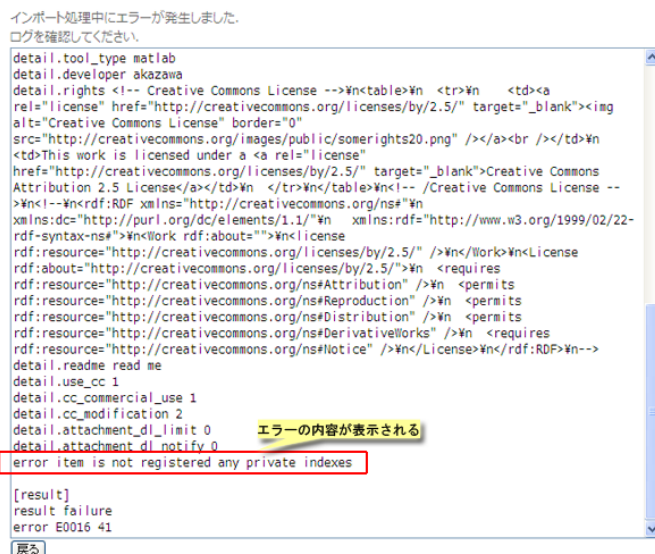 インポート処理中にエラーが発生しました.
ログを確認してください.
detail.tool_type matlab
detail.developer akazawa
detail.rights <!-- Creative Commons License -->¥n<table>¥n  <tr>¥n    <td><a
rel="license" href="http://creativecommons.org/licenses/by/2.5/" target="_blank"><img
alt="Creative Commons License" border="0"
src="http://creativecommons.org/images/public/somerights20.png" /></a><br /></td>¥n
<td>This work is licensed under a <a rel="license"
href="http://creativecommons.org/licenses/by/2.5/" target="_blank">Creative Commons
Attribution 2.5 License</a></td>¥n  </tr>¥n</table>¥n<!-- /Creative Commons License --
>¥n<!--¥n<rdf:RDF xmlns="http://creativecommons.org/ns#"¥n
xmlns:dc="http://purl.org/dc/elements/1.1/"¥n   xmlns:rdf="http://www.w3.org/1999/02/22-
rdf-syntax-ns#">¥n<Work rdf:about="">¥n<license
rdf:resource="http://creativecommons.org/licenses/by/2.5/" />¥n</Work>¥n<License
rdf:about="http://creativecommons.org/licenses/by/2.5/">¥n  <requires
rdf:resource="http://creativecommons.org/ns#Attribution" />¥n  <permits
rdf:resource="http://creativecommons.org/ns#Reproduction" />¥n  <permits
rdf:resource="http://creativecommons.org/ns#Distribution" />¥n  <permits
rdf:resource="http://creativecommons.org/ns#DerivativeWorks" />¥n  <requires
rdf:resource="http://creativecommons.org/ns#Notice" />¥n</License>¥n</rdf:RDF>¥n-->
detail.readme read me
detail.use_cc 1
detail.cc_commercial_use 1
detail.cc_modification 2
detail.attachment_dl_limit 0
エラーの内容が表示される
detail.attachment_dl_notify 0
error item is not registered any private indexes
[result]
result failure
error E0016 41
戻る